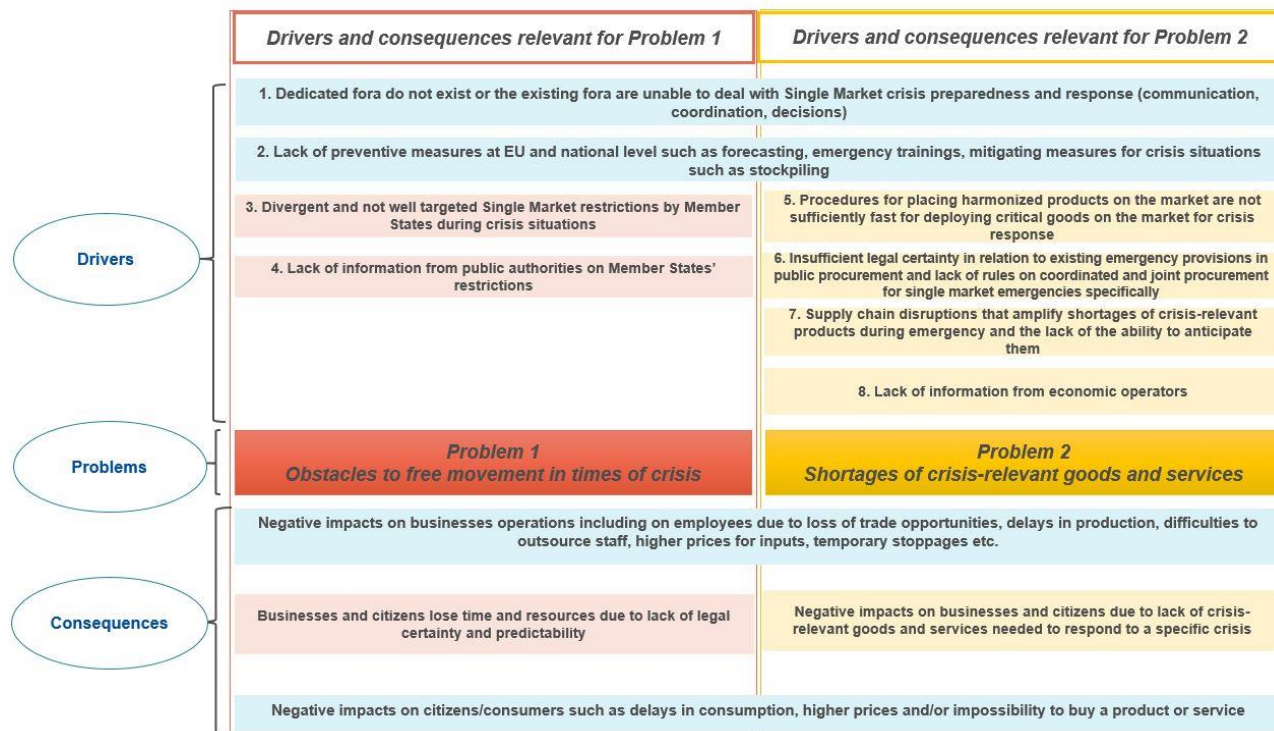 Drivers and consequences relevant for Problem 1
Drivers and consequences relevant for Problem 2
1. Dedicated fora do not exist or the existing fora are unable to deal with Single Market crisis preparedness and response (communication,
coordination, decisions)
2. Lack of preventive measures at EU and national level such as forecasting, emergency trainings, mitigating measures for crisis situations
such as stockpiling
Drivers
3. Divergent and not well targeted Single Market restrictions by Member
States during crisis situations
4. Lack of information from public authorities on Member States’
restrictions
5. Procedures for placing harmonized products on the market are not
sufficiently fast for deploying critical goods on the market for crisis
response
6. Insufficient legal certainty in relation to existing emergency provisions in
public procurement and lack of rules on coordinated and joint procurement
for single market emergencies specifically
7. Supply chain disruptions that amplify shortages of crisis-relevant
products during emergency and the lack of the ability to anticipate
them
8. Lack of information from economic operators
Problems
Problem 1
Obstacles to free movement in times of crisis
Problem 2
Shortages of crisis-relevant goods and services
Negative impacts on businesses operations including on employees due to loss of trade opportunities, delays in production, difficulties to
outsource staff, higher prices for inputs, temporary stoppages etc.
Consequences
Businesses and citizens lose time and resources due to lack of legal
certainty and predictability
Negative impacts on businesses and citizens due to lack of crisis-
relevant goods and services needed to respond to a specific crisis
Negative impacts on citizens/consumers such as delays in consumption, higher prices and/or impossibility to buy a product or service